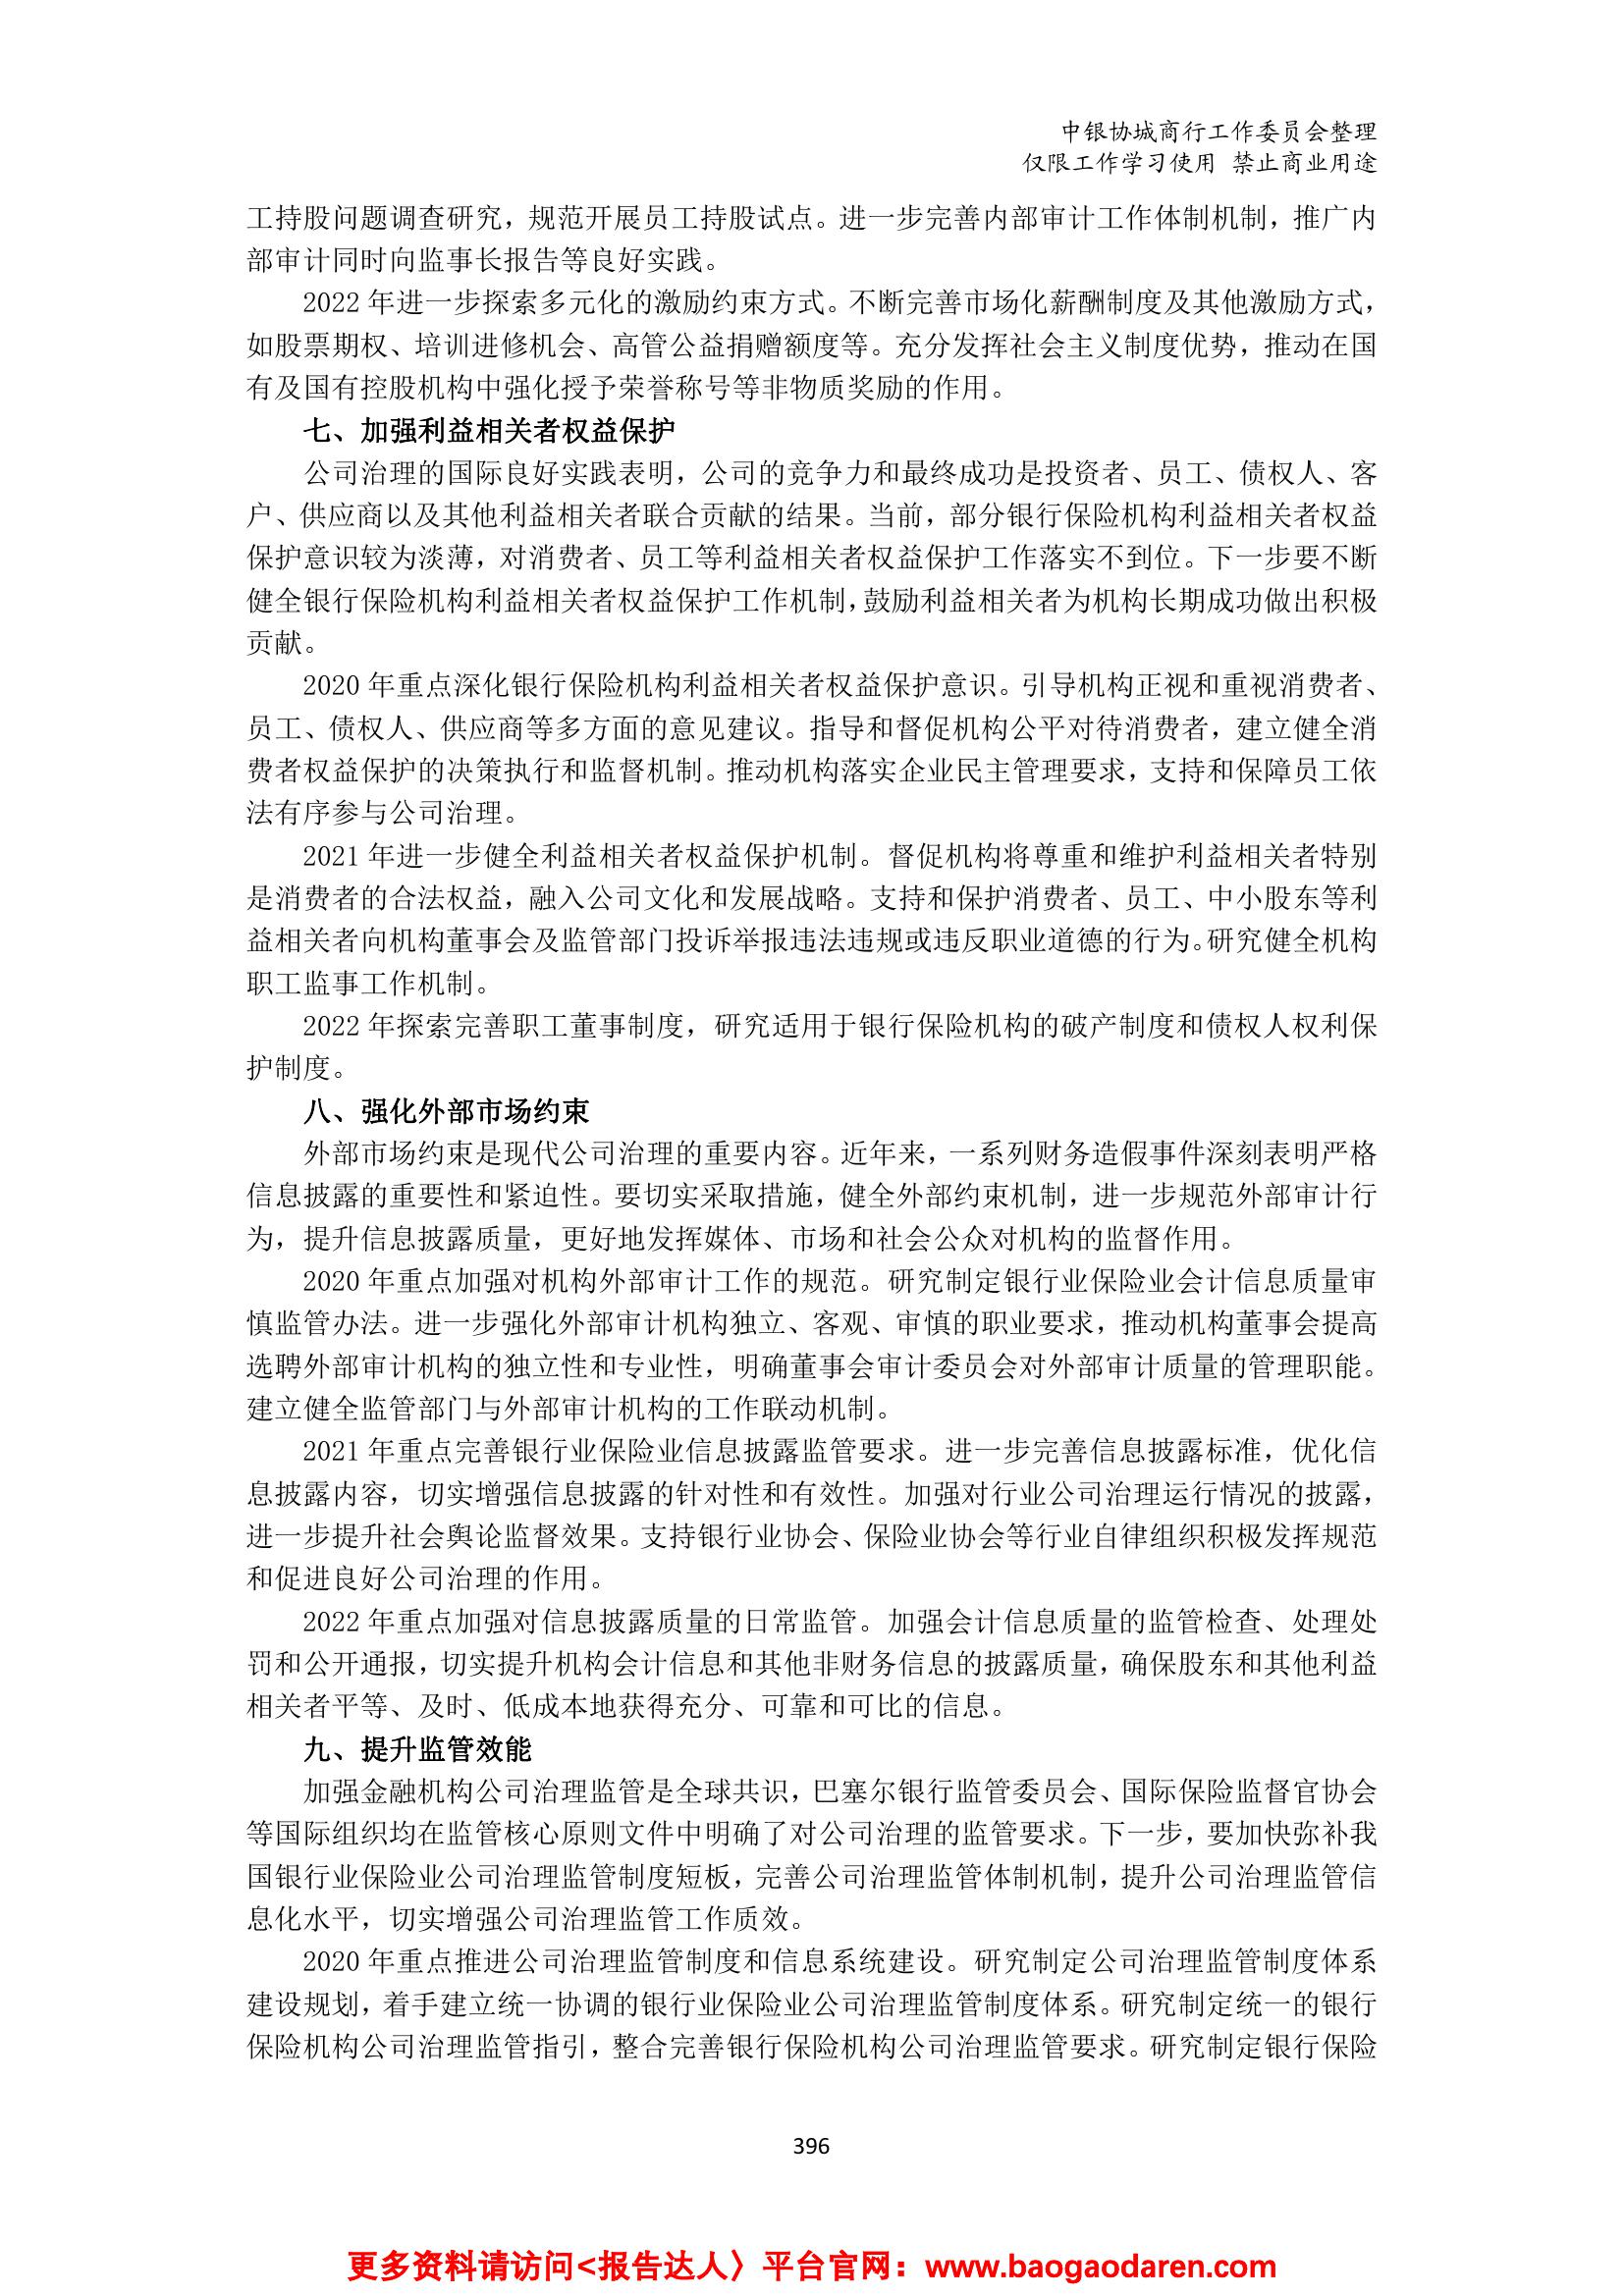 中银协城商行工作委员会整理
仅限工作学习使用 禁止商业用途
工持股问题调查研究，规范开展员工持股试点。进一步完善内部审计工作体制机制，推广内
部审计同时向监事长报告等良好实践。
2022 年进一步探索多元化的激励约束方式。不断完善市场化薪酬制度及其他激励方式，
如股票期权、培训进修机会、高管公益捐赠额度等。充分发挥社会主义制度优势，推动在国
有及国有控股机构中强化授予荣誉称号等非物质奖励的作用。
七、加强利益相关者权益保护
公司治理的国际良好实践表明，公司的竞争力和最终成功是投资者、员工、债权人、客
户、供应商以及其他利益相关者联合贡献的结果。当前，部分银行保险机构利益相关者权益
保护意识较为淡薄，对消费者、员工等利益相关者权益保护工作落实不到位。下一步要不断
健全银行保险机构利益相关者权益保护工作机制，鼓励利益相关者为机构长期成功做出积极
贡献。
2020 年重点深化银行保险机构利益相关者权益保护意识。引导机构正视和重视消费者、
员工、债权人、供应商等多方面的意见建议。指导和督促机构公平对待消费者，建立健全消
费者权益保护的决策执行和监督机制。推动机构落实企业民主管理要求，支持和保障员工依
法有序参与公司治理。
2021 年进一步健全利益相关者权益保护机制。督促机构将尊重和维护利益相关者特别
是消费者的合法权益，融入公司文化和发展战略。支持和保护消费者、员工、中小股东等利
益相关者向机构董事会及监管部门投诉举报违法违规或违反职业道德的行为。研究健全机构
职工监事工作机制。
2022 年探索完善职工董事制度，研究适用于银行保险机构的破产制度和债权人权利保
护制度。
八、强化外部市场约束
外部市场约束是现代公司治理的重要内容。近年来，一系列财务造假事件深刻表明严格
信息披露的重要性和紧迫性。要切实采取措施，健全外部约束机制，进一步规范外部审计行
为，提升信息披露质量，更好地发挥媒体、市场和社会公众对机构的监督作用。
2020 年重点加强对机构外部审计工作的规范。研究制定银行业保险业会计信息质量审
慎监管办法。进一步强化外部审计机构独立、客观、审慎的职业要求，推动机构董事会提高
选聘外部审计机构的独立性和专业性，明确董事会审计委员会对外部审计质量的管理职能。
建立健全监管部门与外部审计机构的工作联动机制。
2021 年重点完善银行业保险业信息披露监管要求。进一步完善信息披露标准，优化信
息披露内容，切实增强信息披露的针对性和有效性。加强对行业公司治理运行情况的披露，
进一步提升社会舆论监督效果。支持银行业协会、保险业协会等行业自律组织积极发挥规范
和促进良好公司治理的作用。
2022 年重点加强对信息披露质量的日常监管。加强会计信息质量的监管检查、处理处
罚和公开通报，切实提升机构会计信息和其他非财务信息的披露质量，确保股东和其他利益
相关者平等、及时、低成本地获得充分、可靠和可比的信息。
九、提升监管效能
加强金融机构公司治理监管是全球共识，巴塞尔银行监管委员会、国际保险监督官协会
等国际组织均在监管核心原则文件中明确了对公司治理的监管要求。下一步，要加快弥补我
国银行业保险业公司治理监管制度短板，完善公司治理监管体制机制，提升公司治理监管信
息化水平，切实增强公司治理监管工作质效。
2020 年重点推进公司治理监管制度和信息系统建设。研究制定公司治理监管制度体系
建设规划，着手建立统一协调的银行业保险业公司治理监管制度体系。研究制定统一的银行
保险机构公司治理监管指引，整合完善银行保险机构公司治理监管要求。研究制定银行保险
396
更多资料请访问<报告达人〉平台官网：www.baogaodaren.com